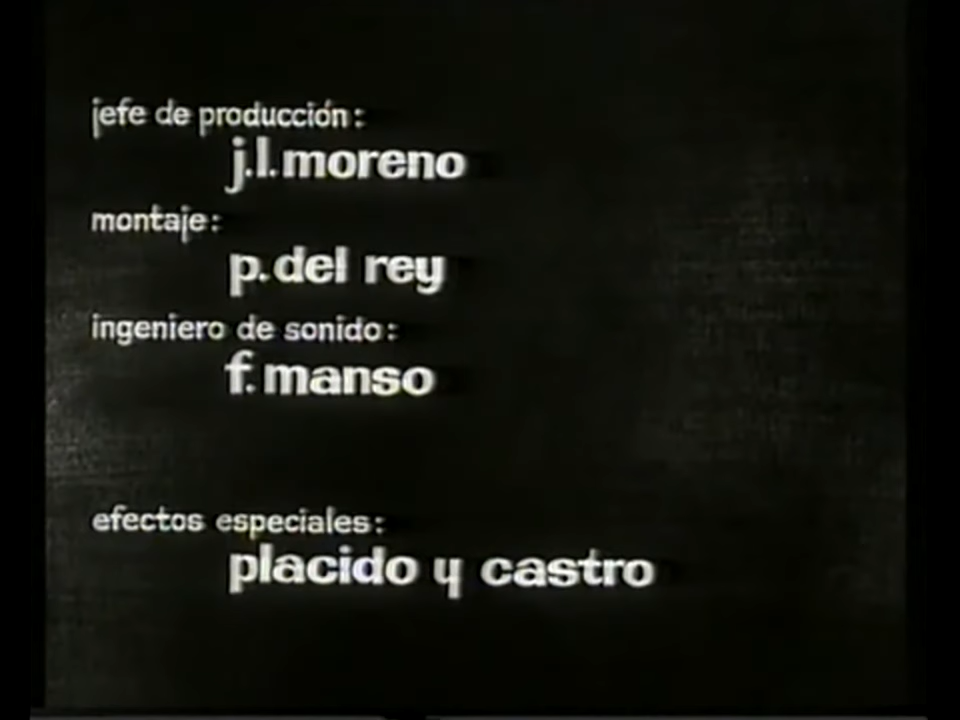 jefe de producción:
j.l.moreno
montaje:
p.del rey
ingeniero de sonido:
f.manso
efectos especiales:
placido y castro